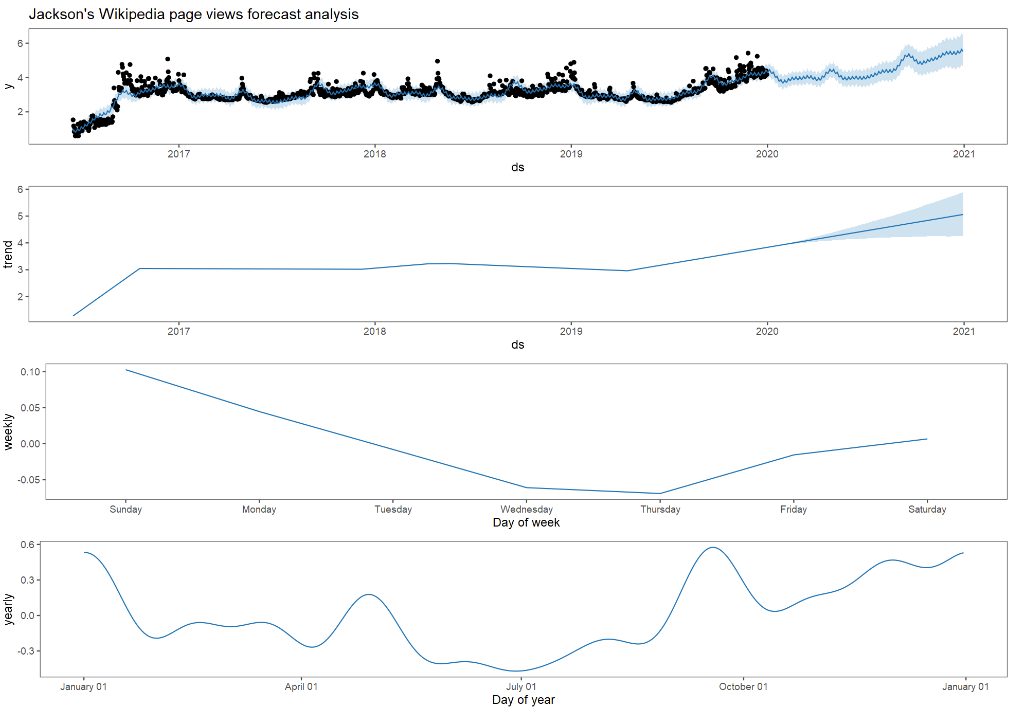 Jackson's Wikipedia page views forecast analysis
6
4
2
y
2017 2018 2019 2020 2021
ds
6
5
4
3
2
trend
2017 2018 2019 2020 2021
ds
0.10
0.05
0.00
-0.05
weekly
Sunday Monday Tuesday Wednesday Thursday Friday Saturday
Day of week
0.6
0.3
0.0
-0.3
yearly
January 01 April 01 July 01 October 01 January 01
Day of year